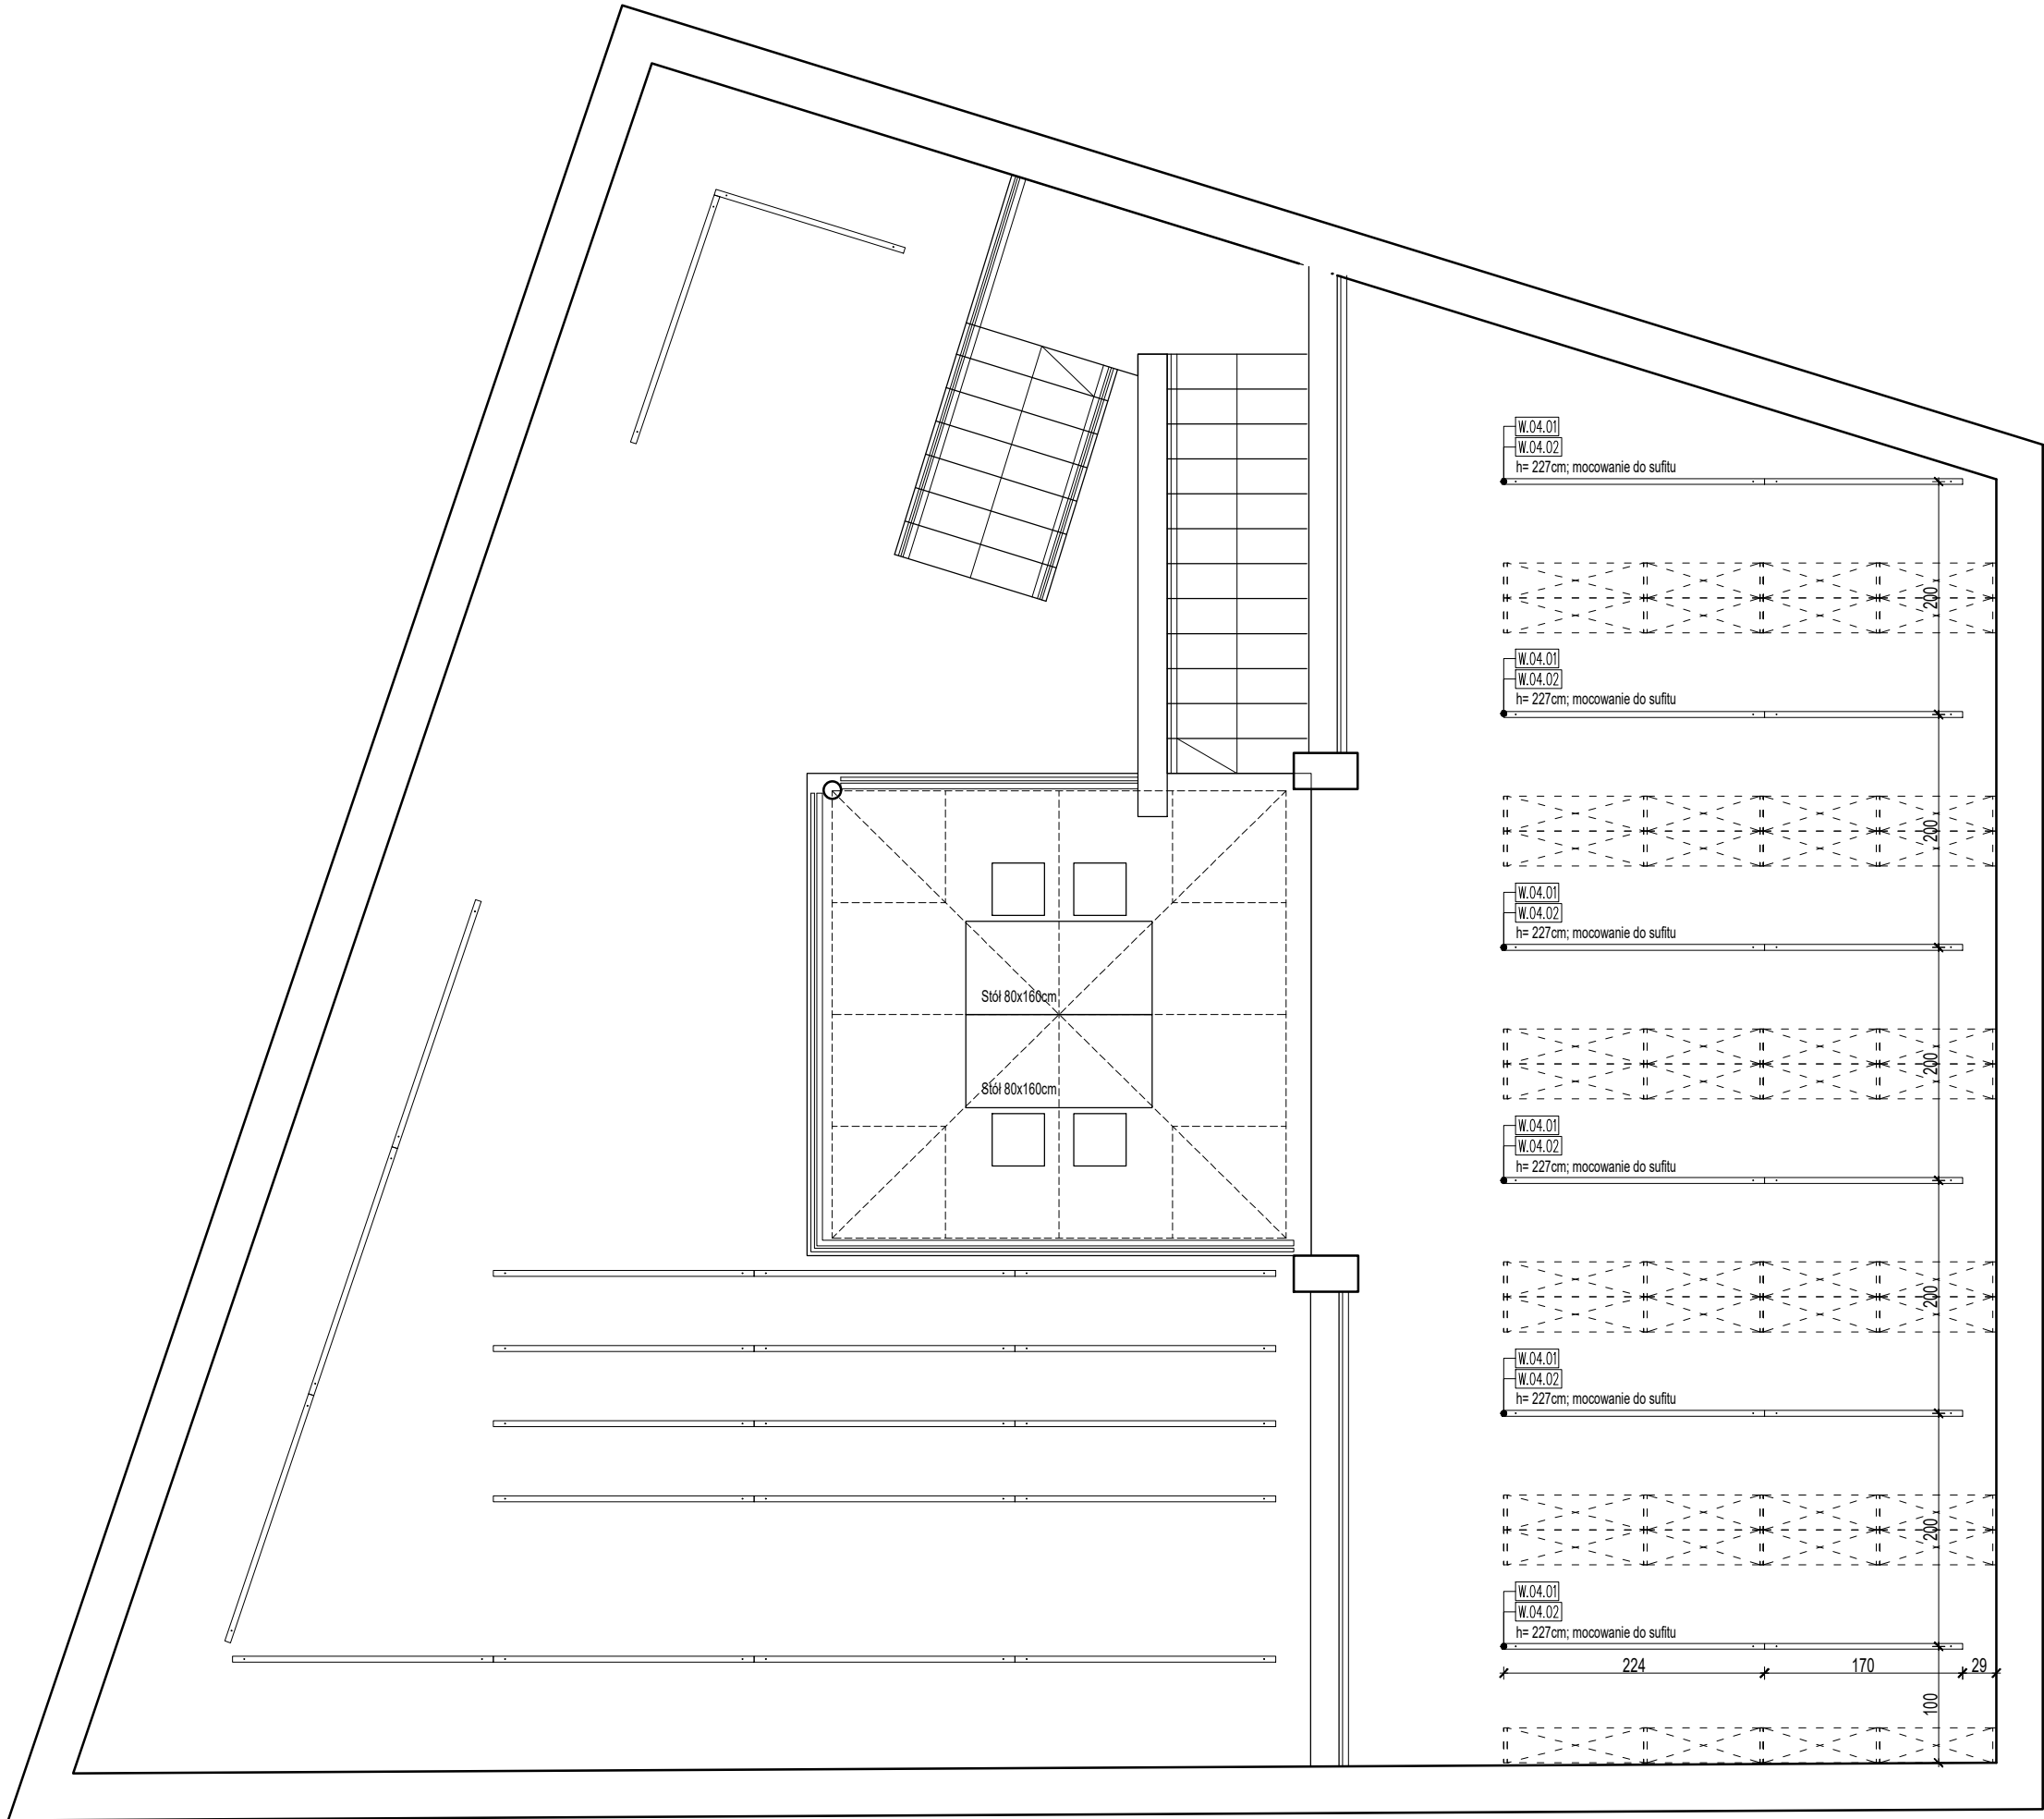 W.04.01
W.04.02
h= 227cm; mocowanie do sufitu
200
W.04.01
W.04.02
h= 227cm; mocowanie do sufitu
200
W.04.01
W.04.02
h= 227cm; mocowanie do sufitu
Stół 80x160cm
200
Stół 80x160cm
W.04.01
W.04.02
h= 227cm; mocowanie do sufitu
200
W.04.01
W.04.02
h= 227cm; mocowanie do sufitu
200
W.04.01
W.04.02
h= 227cm; mocowanie do sufitu
224 170 29
100